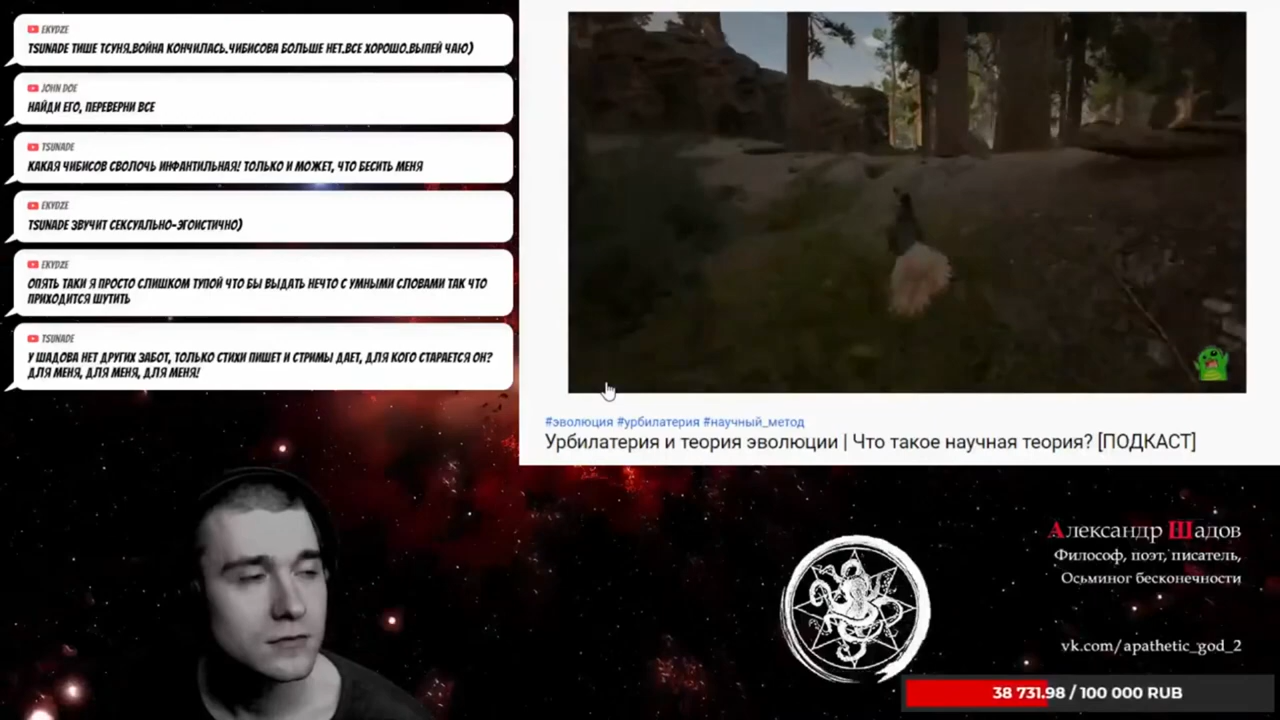 EKYDZE
TSUNADE ТИШЕ ТСУНЯ.ВОЙНА КОНЧИЛАСЬ.ЧИБИСОВА БОЛЬШЕ НЕТ.ВСЕ ХОРОШО.ВЫПЕЙ ЧАЮ)
JOHN DOE
НАЙДИ ЕГО, ПЕРЕВЕРНИ ВСЕ
TSUNADE
КАКАЯ ЧИБИСОВ СВОЛОЧЬ ИНФАНТИЛЬНАЯ! ТОЛЬКО И МОЖЕТ, ЧТО БЕСИТЬ МЕНЯ
EKYDZE
TSUNADE ЗВУЧИТ СЕКСУАЛЬНО-ЭГОИСТИЧНО)
EKYDZE
ОПЯТЬ ТАКИ Я ПРОСТО СЛИШКОМ ТУПОЙ ЧТО БЫ ВЫДАТЬ НЕЧТО С УМНЫМИ СЛОВАМИ ТАК ЧТО
ПРИХОДИТСЯ ШУТИТЬ
TSUNADE
У ШАДОВА НЕТ ДРУГИХ ЗАБОТ, ТОЛЬКО СТИХИ ПИШЕТ И СТРИМЫ ДАЕТ, ДЛЯ КОГО СТАРАЕТСЯ ОН?
ДЛЯ МЕНЯ, ДЛЯ МЕНЯ, ДЛЯ МЕНЯ!
#эволюция #урбилатерия #научный_метод
Урбилатерия и теория эволюции | Что такое научная теория? [ПОДКАСТ]
Александр Шадов
Философ, поэт, писатель,
Осьминог бесконечности
vk.com/apathetic_god_2
38 731.98 / 100 000 RUB